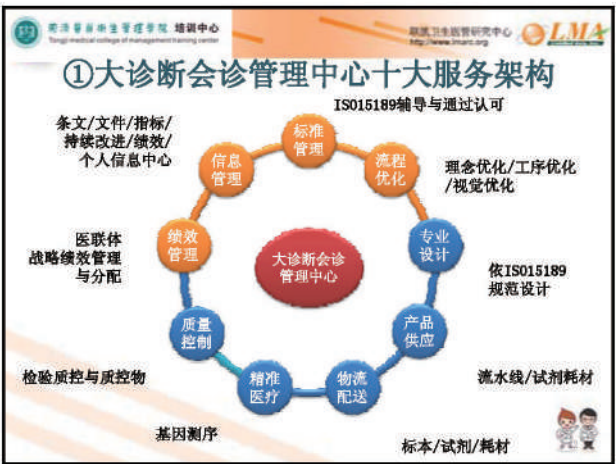 同济医学院卫生管理学院 培训中心
Tongji medical college of management training center
联凯卫生医管研究中心
http://www.lmarc.org
LMA
①大诊断会诊管理中心十大服务架构
ISO15189辅导与通过认可
条文/文件/指标/
持续改进/绩效/
个人信息中心
标准
管理
信息
管理
流程
优化
理念优化/工序优化
/视觉优化
医联体
战略绩效管理
与分配
绩效
管理
大诊断会诊
管理中心
专业
设计
依ISO15189
规范设计
质量
控制
产品
供应
检验质控与质控物
精准
医疗
物流
配送
流水线/试剂耗材
基因测序
标本/试剂/耗材